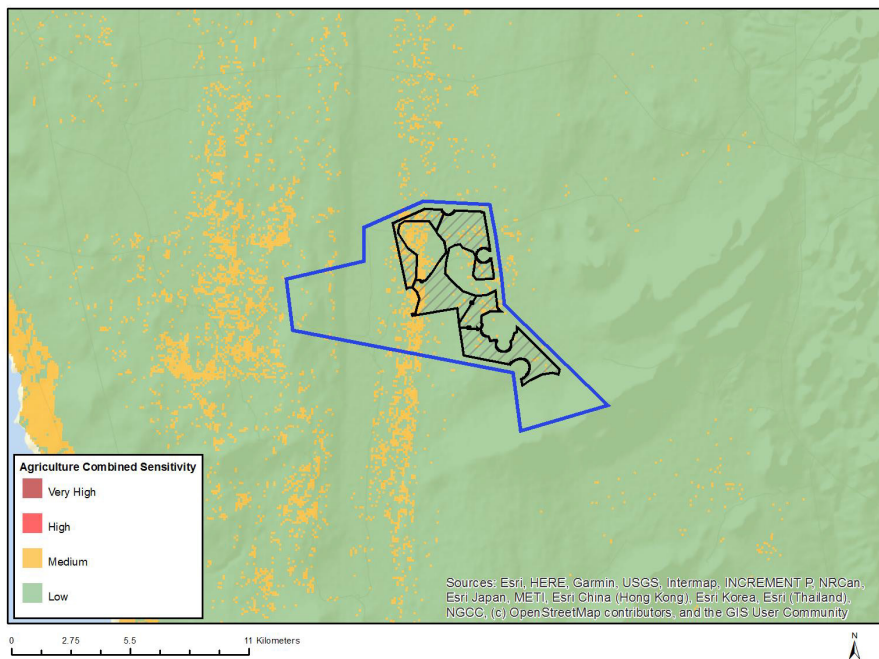 Agriculture Combined Sensitivity
Very High
High
Medium
Low
Sources: Esri, HERE, Garmin, USGS, Intermap, INCREMENT P, NRCan,
Esri Japan, METI, Esri China (Hong Kong), Esri Korea, Esri (Thailand),
NGCC, (c) OpenStreetMap contributors, and the GIS User Community
0 2.75 5.5 11 Kilometers
N